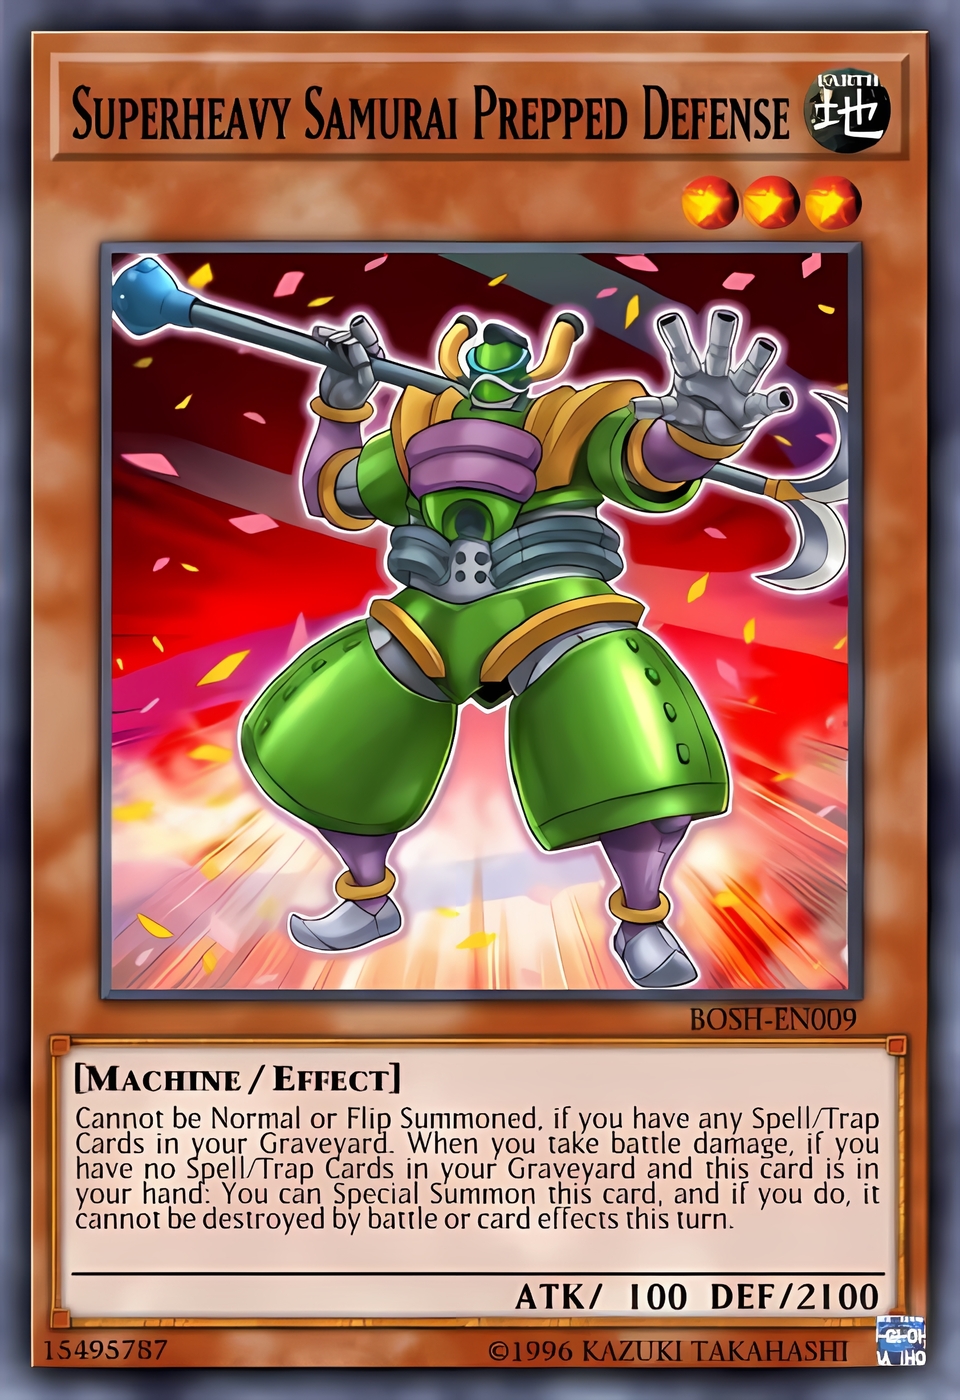 SUPERHEAVY SAMURAI PREPPED DEFENSE
EARTH
地
BOSH-EN009
[MACHINE / EFFECT]
Cannot be Normal or Flip Summoned, if you have any Spell/Trap
Cards in your Graveyard. When you take battle damage, if you
have no Spell/Trap Cards in your Graveyard and this card is in
your hand: You can Special Summon this card, and if you do, it
cannot be destroyed by battle or card effects this turn.
ATK/ 100 DEF/2100
15495787
©1996 KAZUKI TAKAHASHI